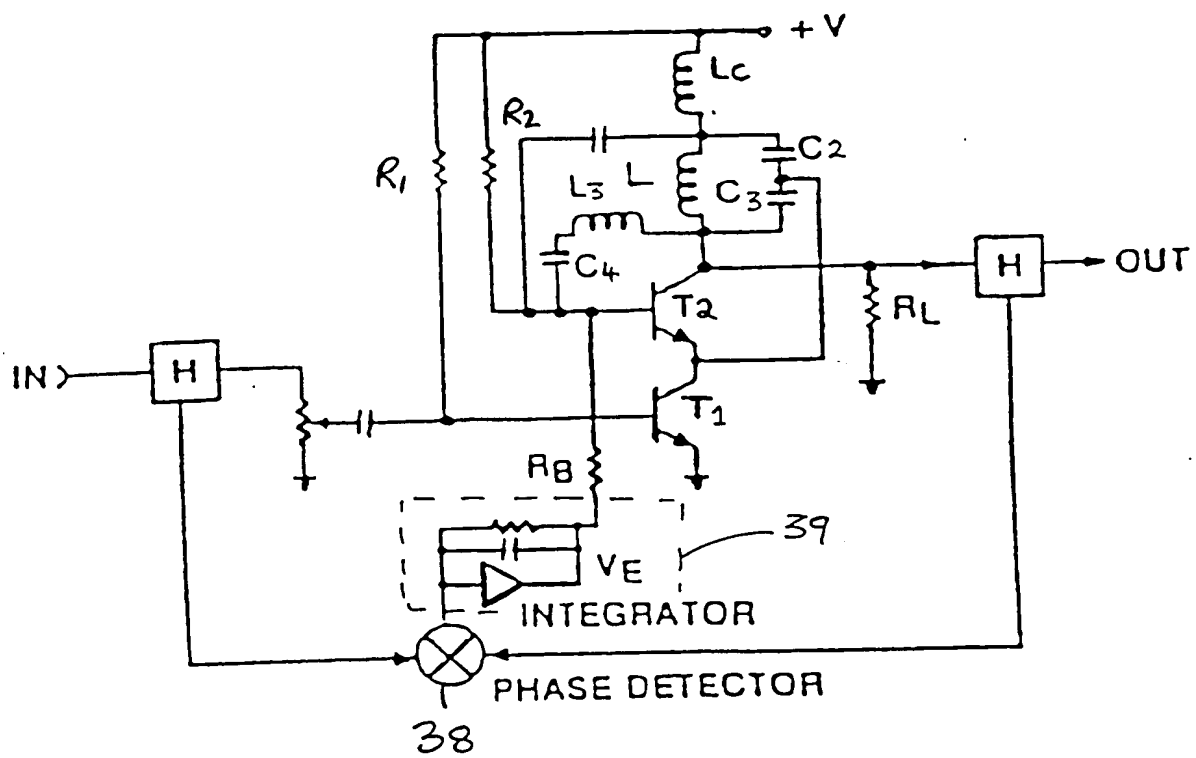 + V
Lc
R2
R1
C2
L3
L
C3
C4
T2
H
OUT
RL
IN
H
T1
RB
39
VE
INTEGRATOR
PHASE DETECTOR
38